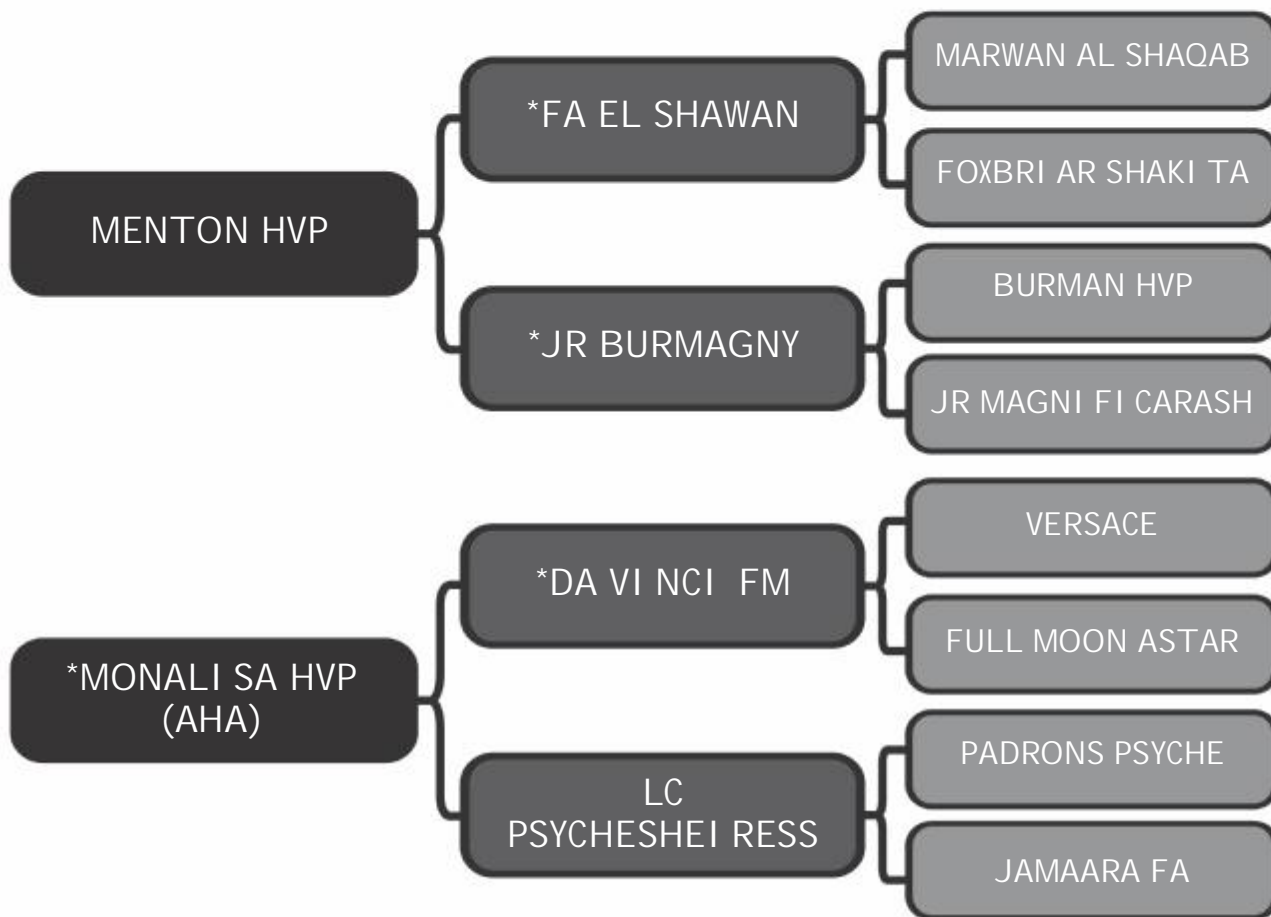 MENTON HVP
*FA EL SHAWAN
MARWAN AL SHAQAB
FOXBRI AR SHAKI TA
*JR BURMAGNY
BURMAN HVP
JR MAGNI FI CARASH
*MONALI SA HVP
(AHA)
*DA VI NCI FM
VERSACE
FULL MOON ASTAR
LC
PSYCHESHEI RESS
PADRONS PSYCHE
JAMAARA FA